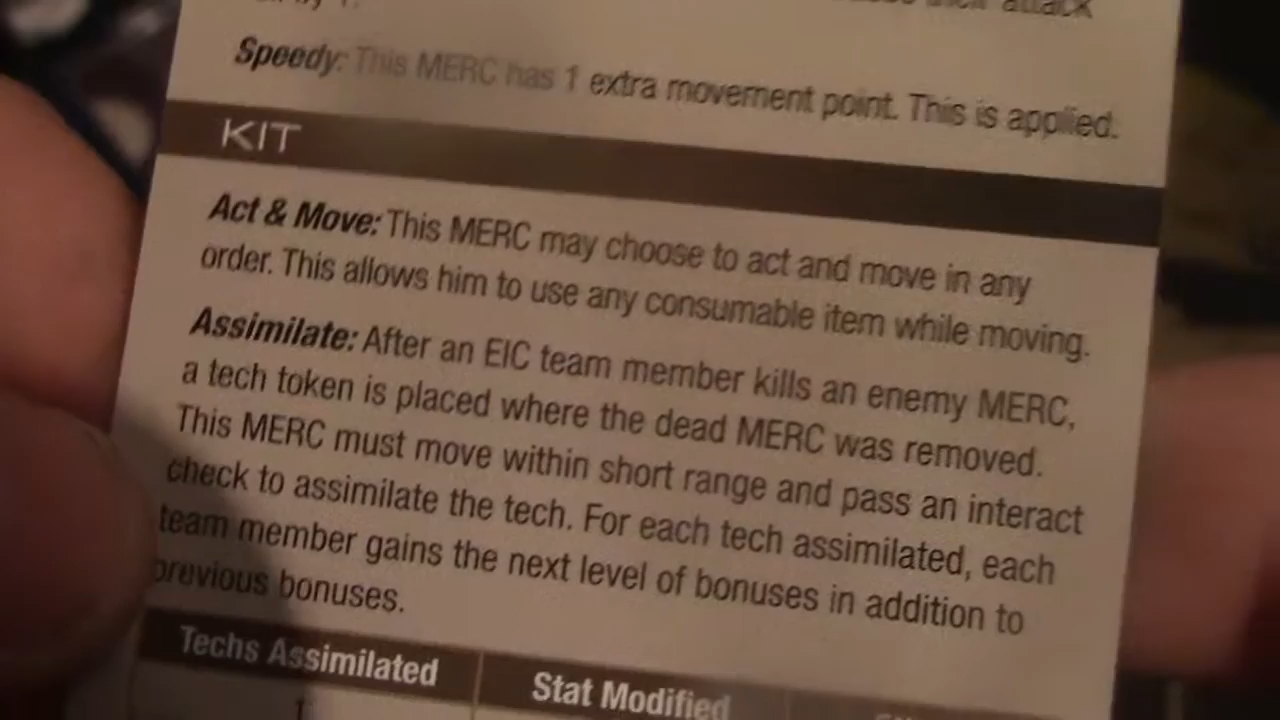 their attack
Speedy: This MERC has 1 extra movement point. This is applied.
KIT
Act & Move: This MERC may choose to act and move in any
order. This allows him to use any consumable item while moving.
Assimilate: After an EIC team member kills an enemy MERC,
a tech token is placed where the dead MERC was removed.
This MERC must move within short range and pass an interact
check to assimilate the tech. For each tech assimilated, each
team member gains the next level of bonuses in addition to
previous bonuses.
Techs Assimilated Stat Modified
1